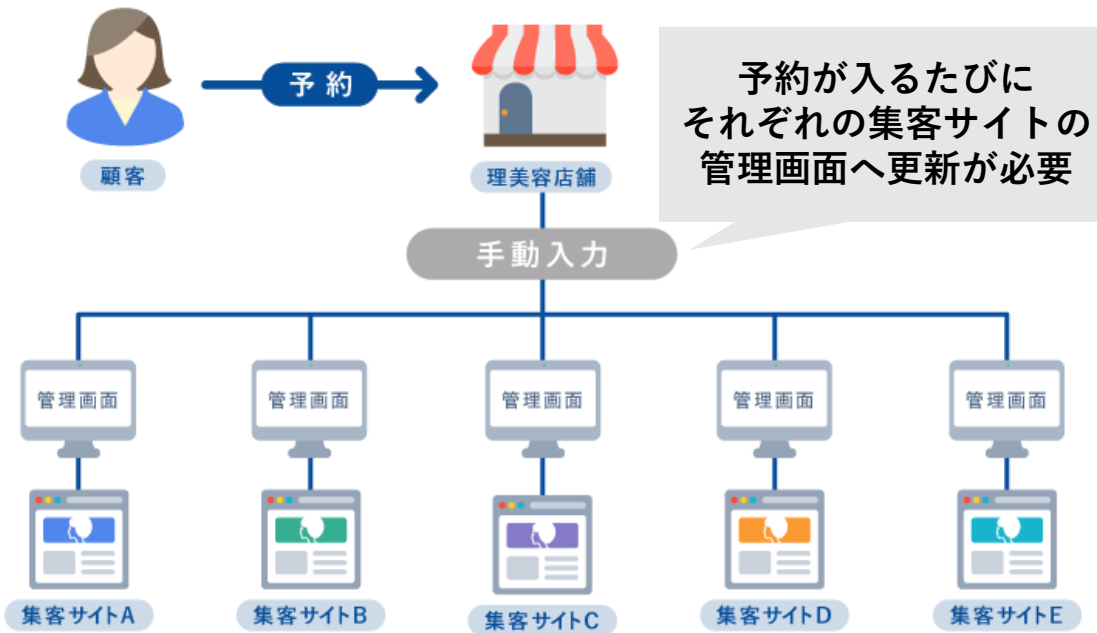 予約
予約が入るたびに
それぞれの集客サイトの
管理画面へ更新が必要
顧客
理美容店舗
手動入力
管理画面
管理画面
管理画面
管理画面
管理画面
集客サイトA
集客サイトB
集客サイトC
集客サイトD
集客サイトE